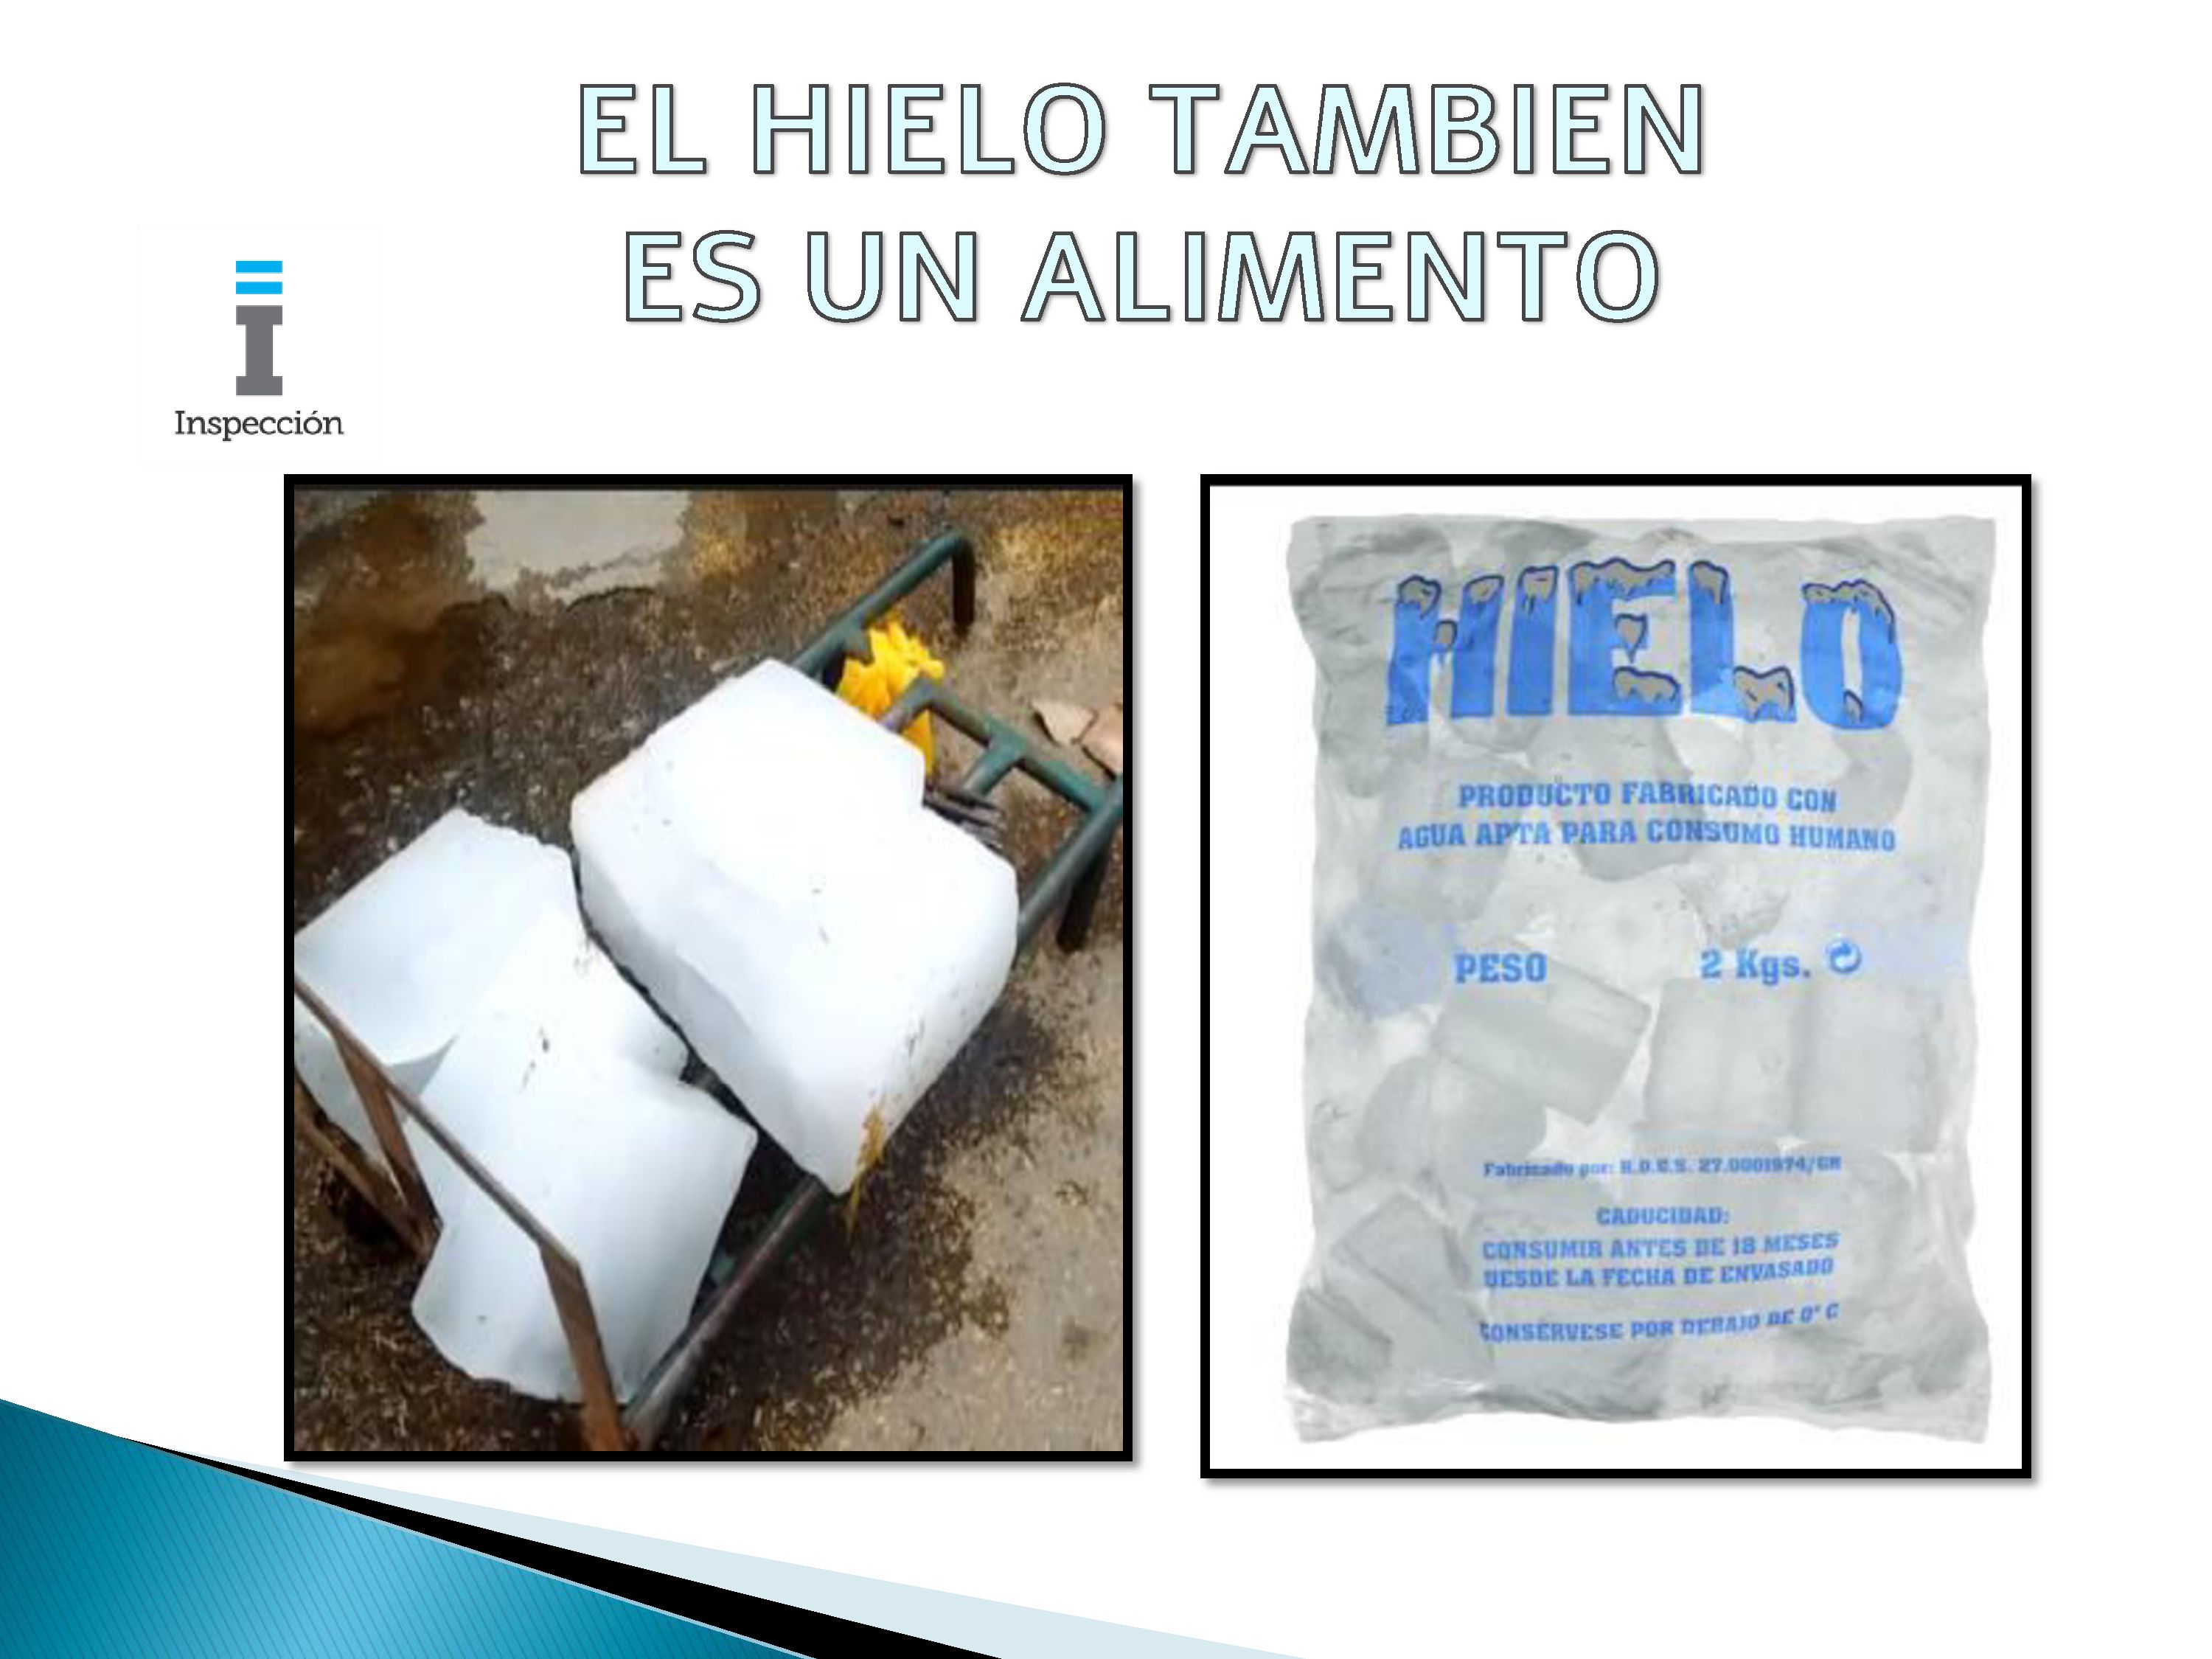 EL HIELO TAMBIEN
ES UN ALIMENTO
Inspección
HIELO
PRODUCTO FABRICADO CON
AGUA APTA PARA CONSUMO HUMANO
PESO 2 Kgs.
Fabricado por: R.D.G.S. 27.0001974/GR
CADUCIDAD:
CONSUMIR ANTES DE 18 MESES
DESDE LA FECHA DE ENVASADO
CONSERVESE POR DEBAJO DE 0° C